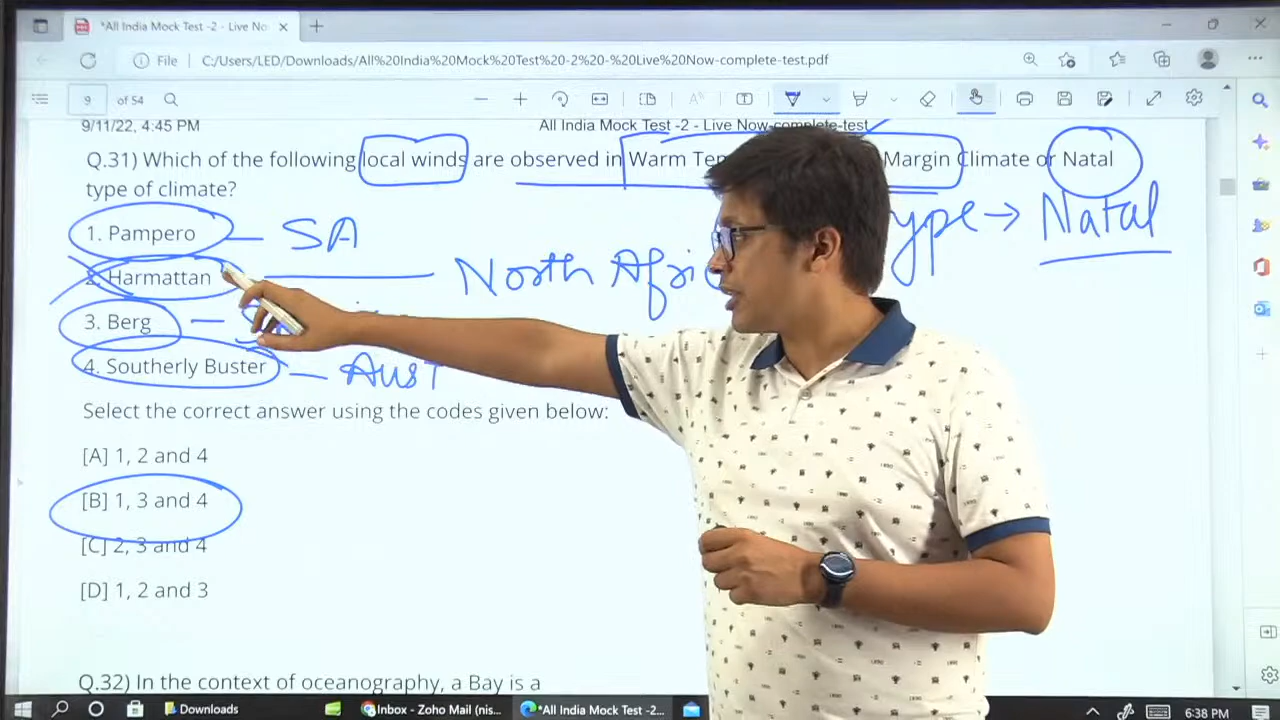 *All India Mock Test -2 - Live No
File C:/Users/LED/Downloads/All%20India%20Mock%20Test%20-2%20-%20Live%20Now-complete-test.pdf
9 of 54
9/11/22, 4:45 PM All India Mock Test -2 - Live Now-complete-test
Q.31) Which of the following local winds are observed in Warm Margin Climate or Natal
type of climate?
ype → Natal
1. Pampero — SA
2. Harmattan — North Afri
3. Berg —
4. Southerly Buster — AUST
Select the correct answer using the codes given below:
[A] 1, 2 and 4
[B] 1, 3 and 4
[C] 2, 3 and 4
[D] 1, 2 and 3
Q.32) In the context of oceanography, a Bay is a
Downloads Inbox - Zoho Mail (nis... *All India Mock Test -2... 6:38 PM